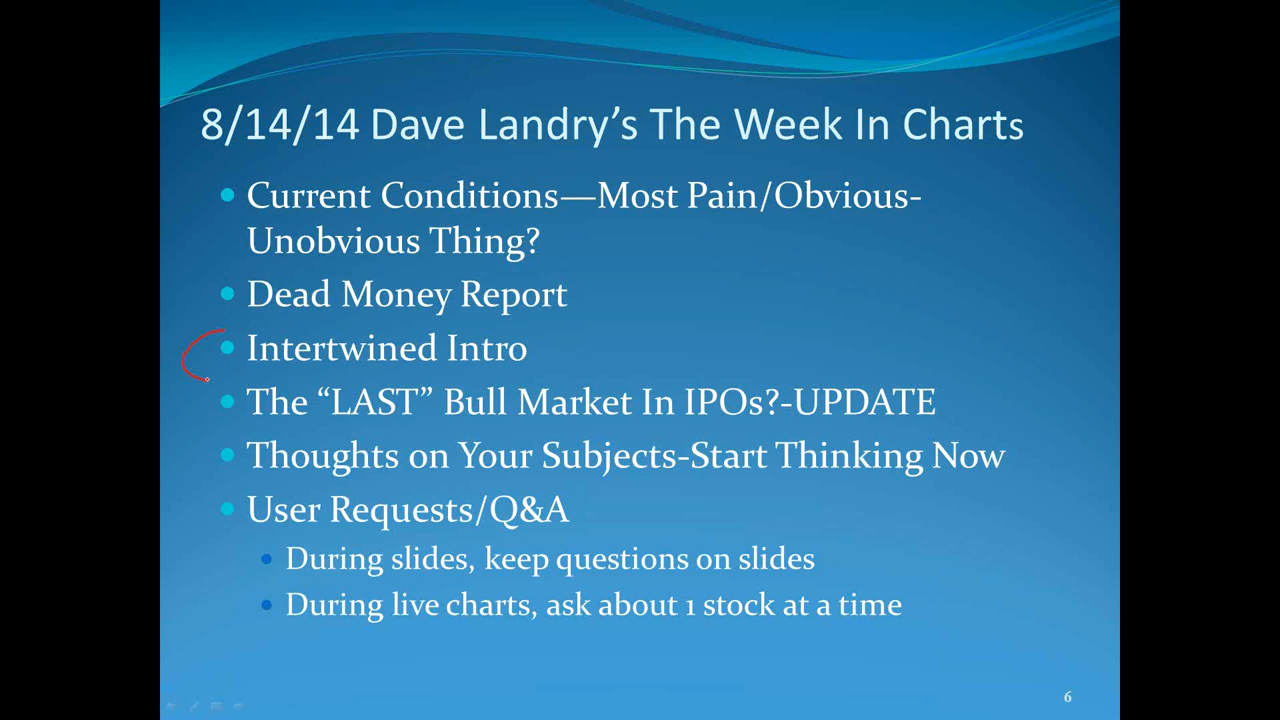 8/14/14 Dave Landry’s The Week In Charts
Current Conditions—Most Pain/Obvious-
Unobvious Thing?
Dead Money Report
Intertwined Intro
The “LAST” Bull Market In IPOs?-UPDATE
Thoughts on Your Subjects-Start Thinking Now
User Requests/Q&A
During slides, keep questions on slides
During live charts, ask about 1 stock at a time
6